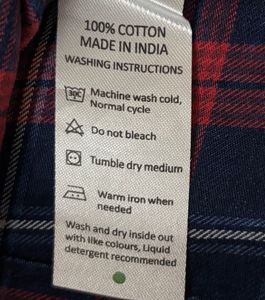 100% COTTON
MADE IN INDIA
WASHING INSTRUCTIONS
30C
Machine wash cold,
Normal cycle
Do not bleach
Tumble dry medium
Warm iron when
needed
Wash and dry inside out
with like colours, Liquid
detergent recommended